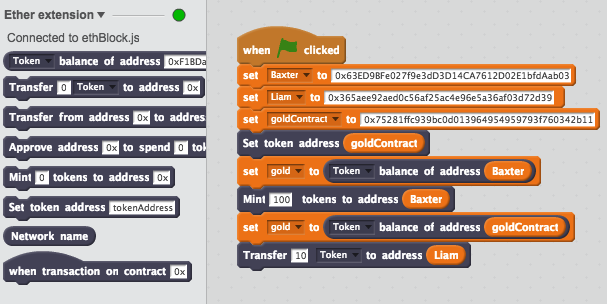 Ether extension
Connected to ethBlock.js
Token balance of address 0xF1BDa
Transfer 0 Token to address 0x
Transfer from address 0x to addres
Approve address 0x to spend 0 tok
Mint 0 tokens to address 0x
Set token address tokenAddress
Network name
when transaction on contract 0x
when clicked
set Baxter to 0x63ED9BFe027f9e3dD3D14CA7612D02E1bfdAab03
set Liam to 0x365aee92aed0c56af25ac4e96e5a36af03d72d39
set goldContract to 0x75281ffc939bc0d013964954959793f760342b11
Set token address goldContract
set gold to Token balance of address Baxter
Mint 100 tokens to address Baxter
set gold to Token balance of address goldContract
Transfer 10 Token to address Liam